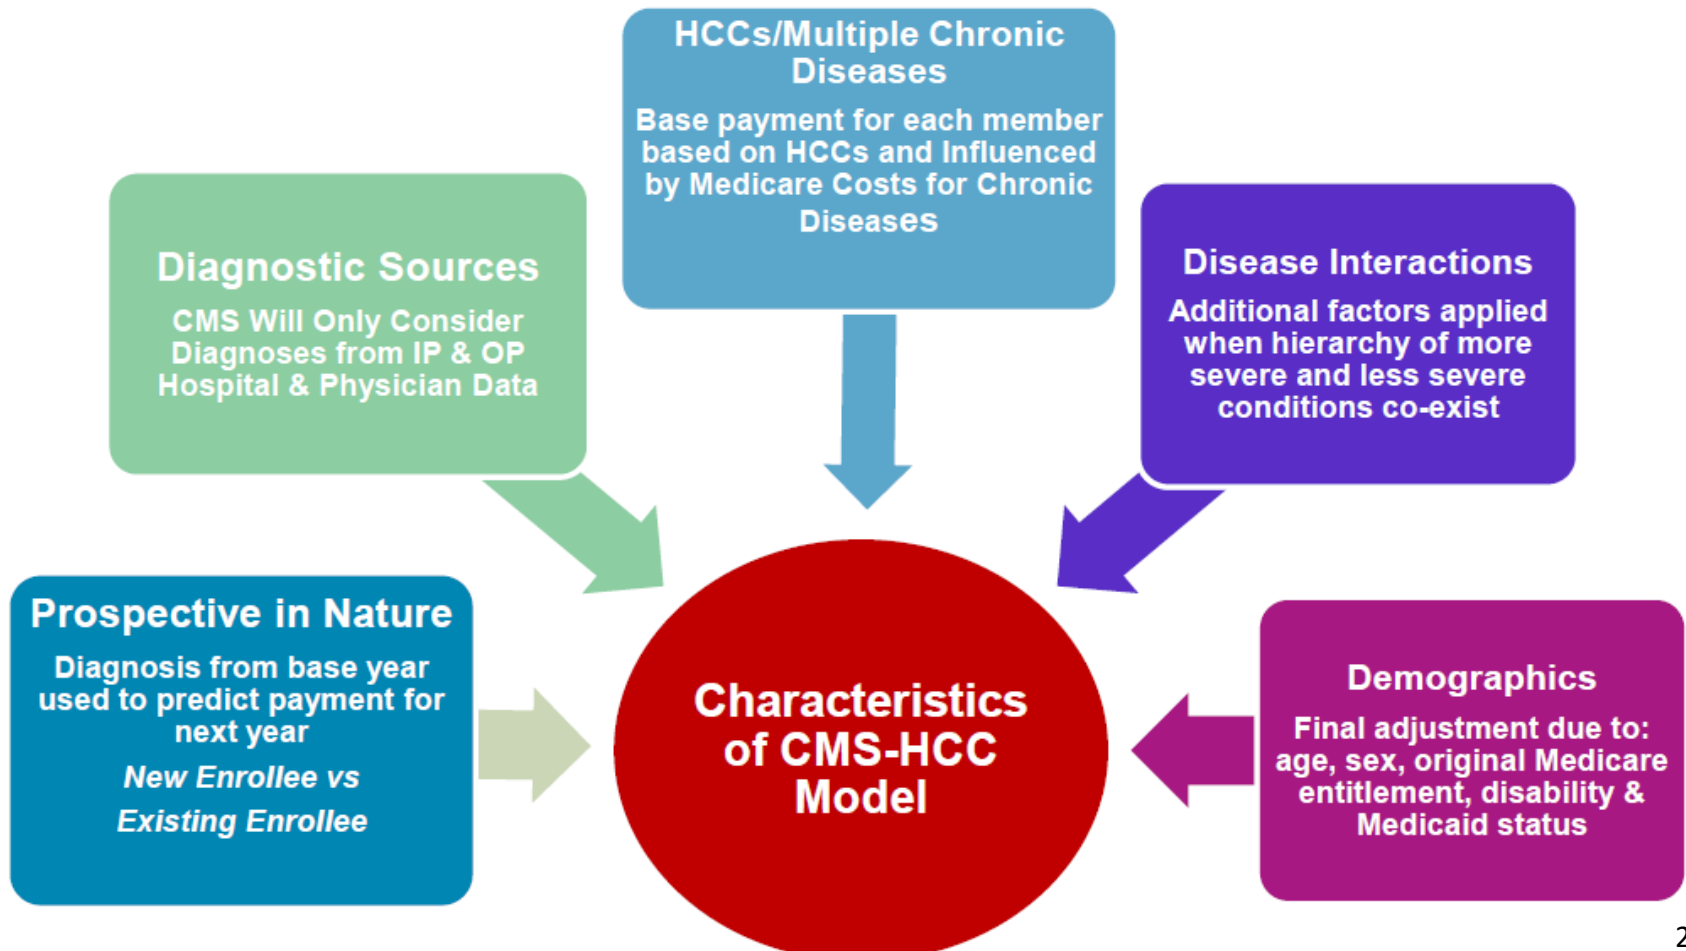 HCCs/Multiple Chronic
Diseases
Base payment for each member
based on HCCs and Influenced
by Medicare Costs for Chronic
Diseases
Diagnostic Sources
CMS Will Only Consider
Diagnoses from IP & OP
Hospital & Physician Data
Disease Interactions
Additional factors applied
when hierarchy of more
severe and less severe
conditions co-exist
Prospective in Nature
Diagnosis from base year
used to predict payment for
next year
New Enrollee vs
Existing Enrollee
Characteristics
of CMS-HCC
Model
Demographics
Final adjustment due to:
age, sex, original Medicare
entitlement, disability &
Medicaid status
2